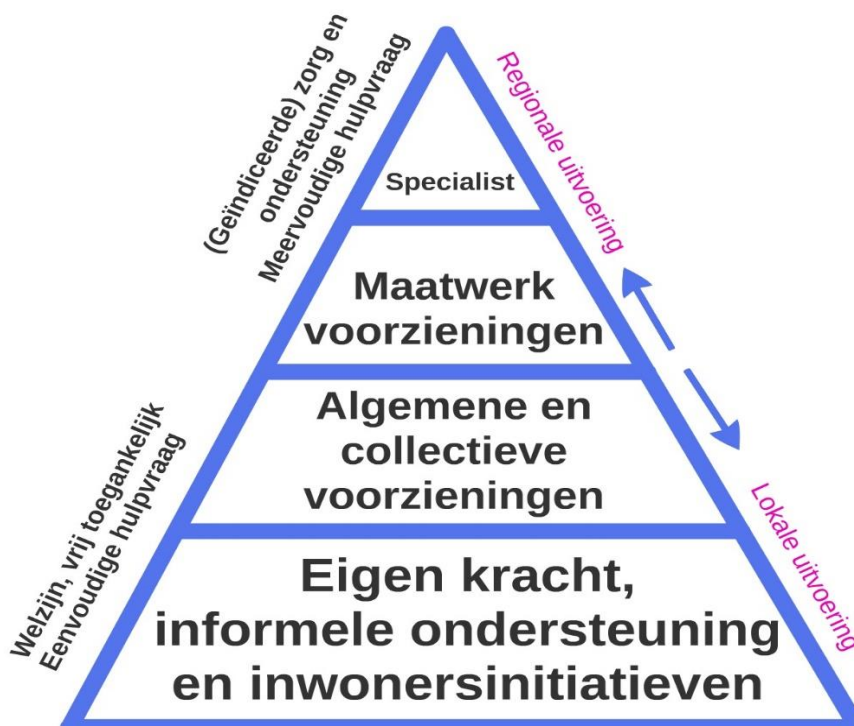 (Geïndiceerde) zorg en
ondersteuning
Meervoudige hulpvraag
Regionale uitvoering
Specialist
Maatwerk
voorzieningen
Algemene en
collectieve
voorzieningen
Welzijn, vrij toegankelijk
Eenvoudige hulpvraag
Lokale uitvoering
Eigen kracht,
informele ondersteuning
en inwonersinitiatieven